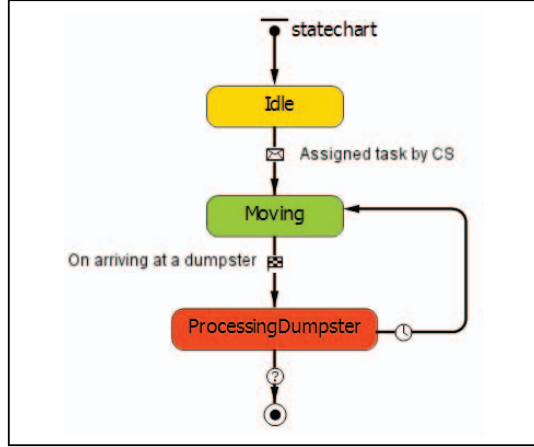 statechart
Idle
Assigned task by CS
Moving
On arriving at a dumpster
ProcessingDumpster
?